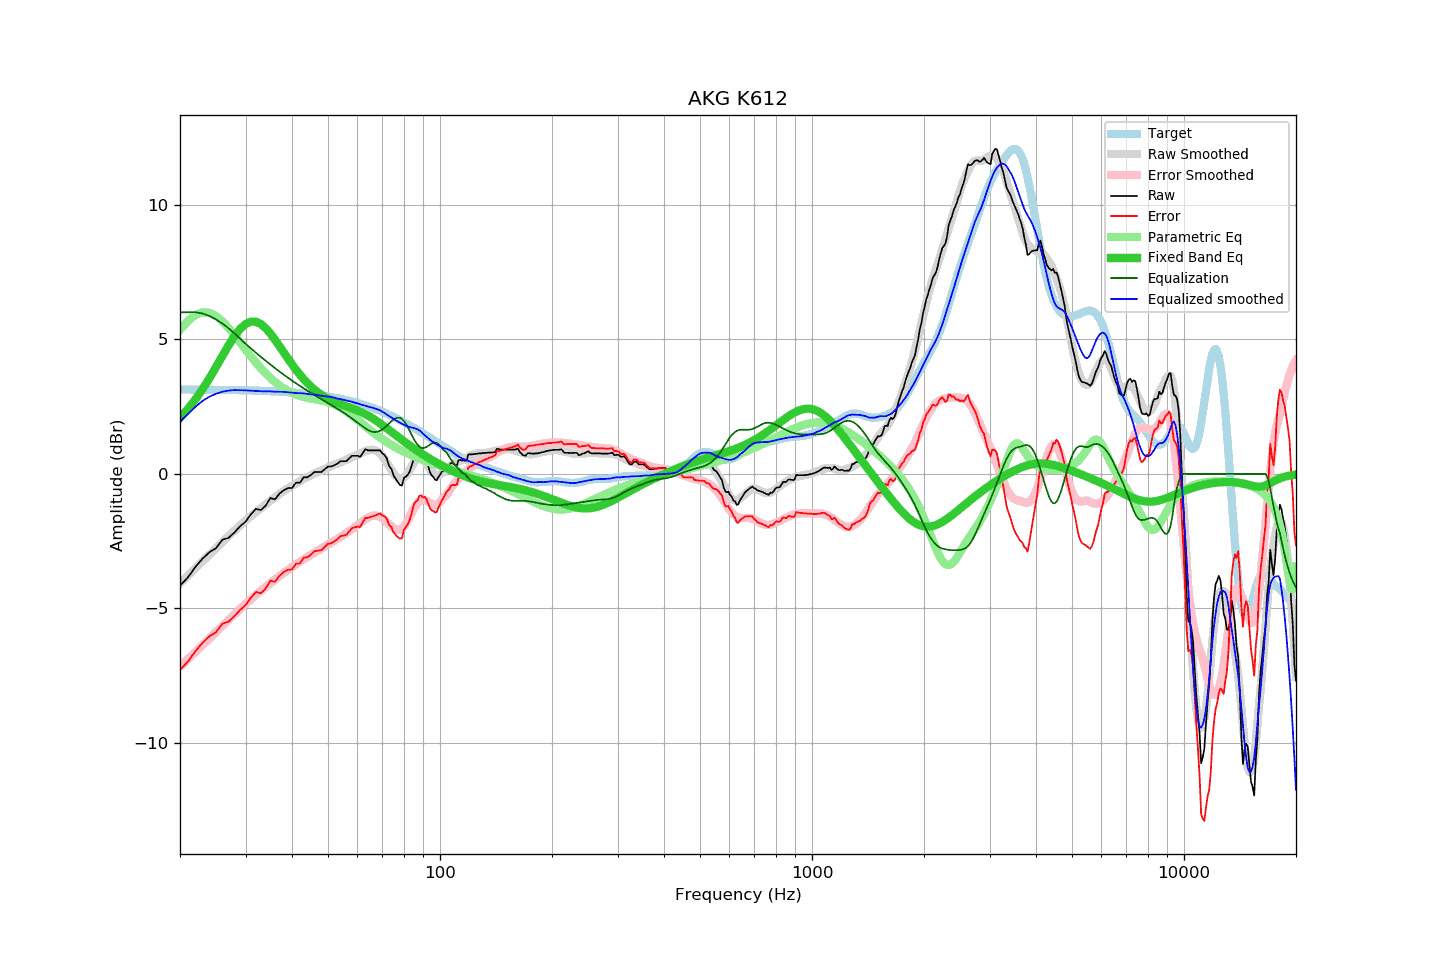 AKG K612
Target
Raw Smoothed
Error Smoothed
Raw
Error
Parametric Eq
Fixed Band Eq
Equalization
Equalized smoothed
10
5
0
−5
−10
Amplitude (dBr)
100
1000
10000
Frequency (Hz)